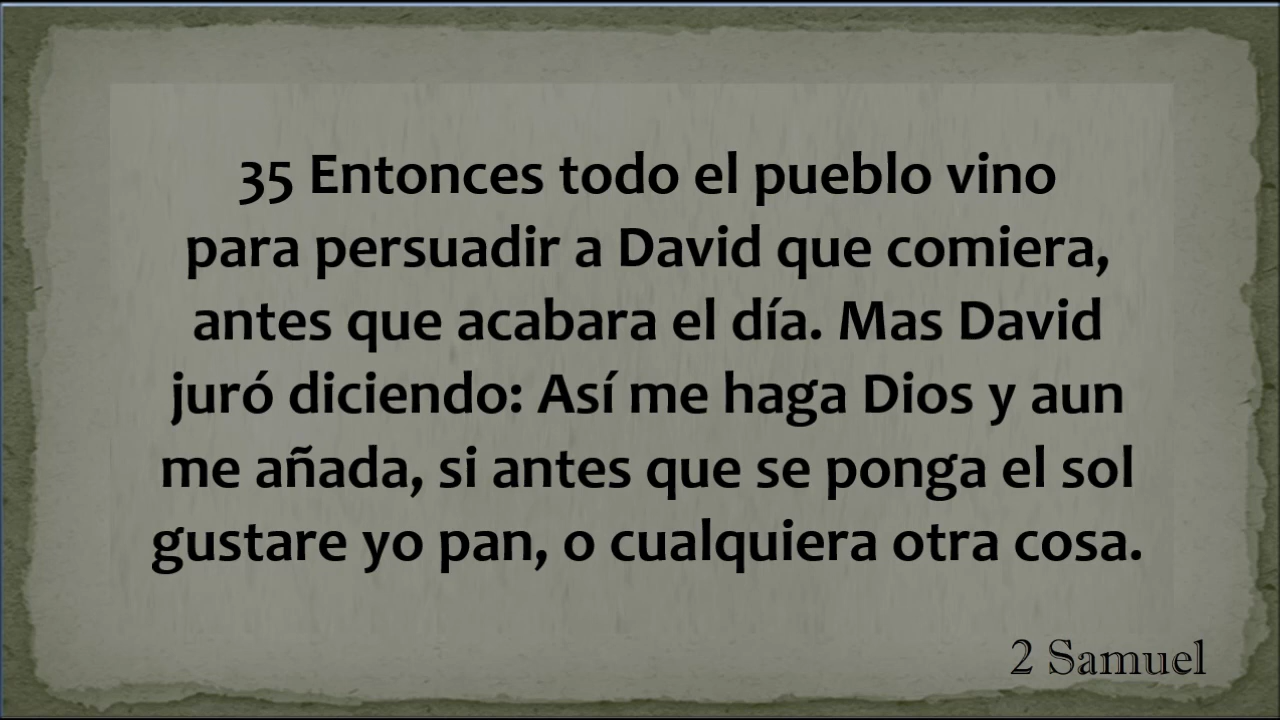 35 Entonces todo el pueblo vino
para persuadir a David que comiera,
antes que acabara el día. Mas David
juró diciendo: Así me haga Dios y aun
me añada, si antes que se ponga el sol
gustare yo pan, o cualquiera otra cosa.
2 Samuel